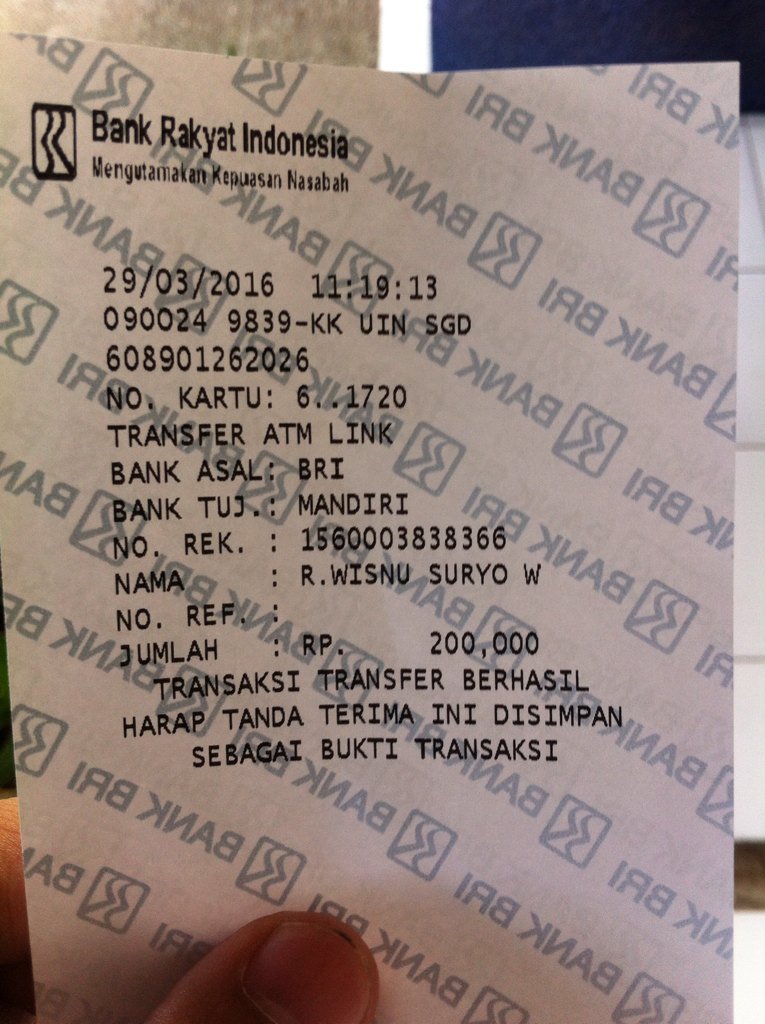 Bank Rakyat Indonesia
Mengutamakan Kepuasan Nasabah
29/03/2016 11:19:13
090024 9839-KK UIN SGD
608901262026
NO. KARTU: 6..1720
TRANSFER ATM LINK
BANK ASAL: BRI
BANK TUJ.: MANDIRI
NO. REK. : 1560003838366
NAMA : R.WISNU SURYO W
NO. REF. :
JUMLAH : RP. 200,000
TRANSAKSI TRANSFER BERHASIL
HARAP TANDA TERIMA INI DISIMPAN
SEBAGAI BUKTI TRANSAKSI